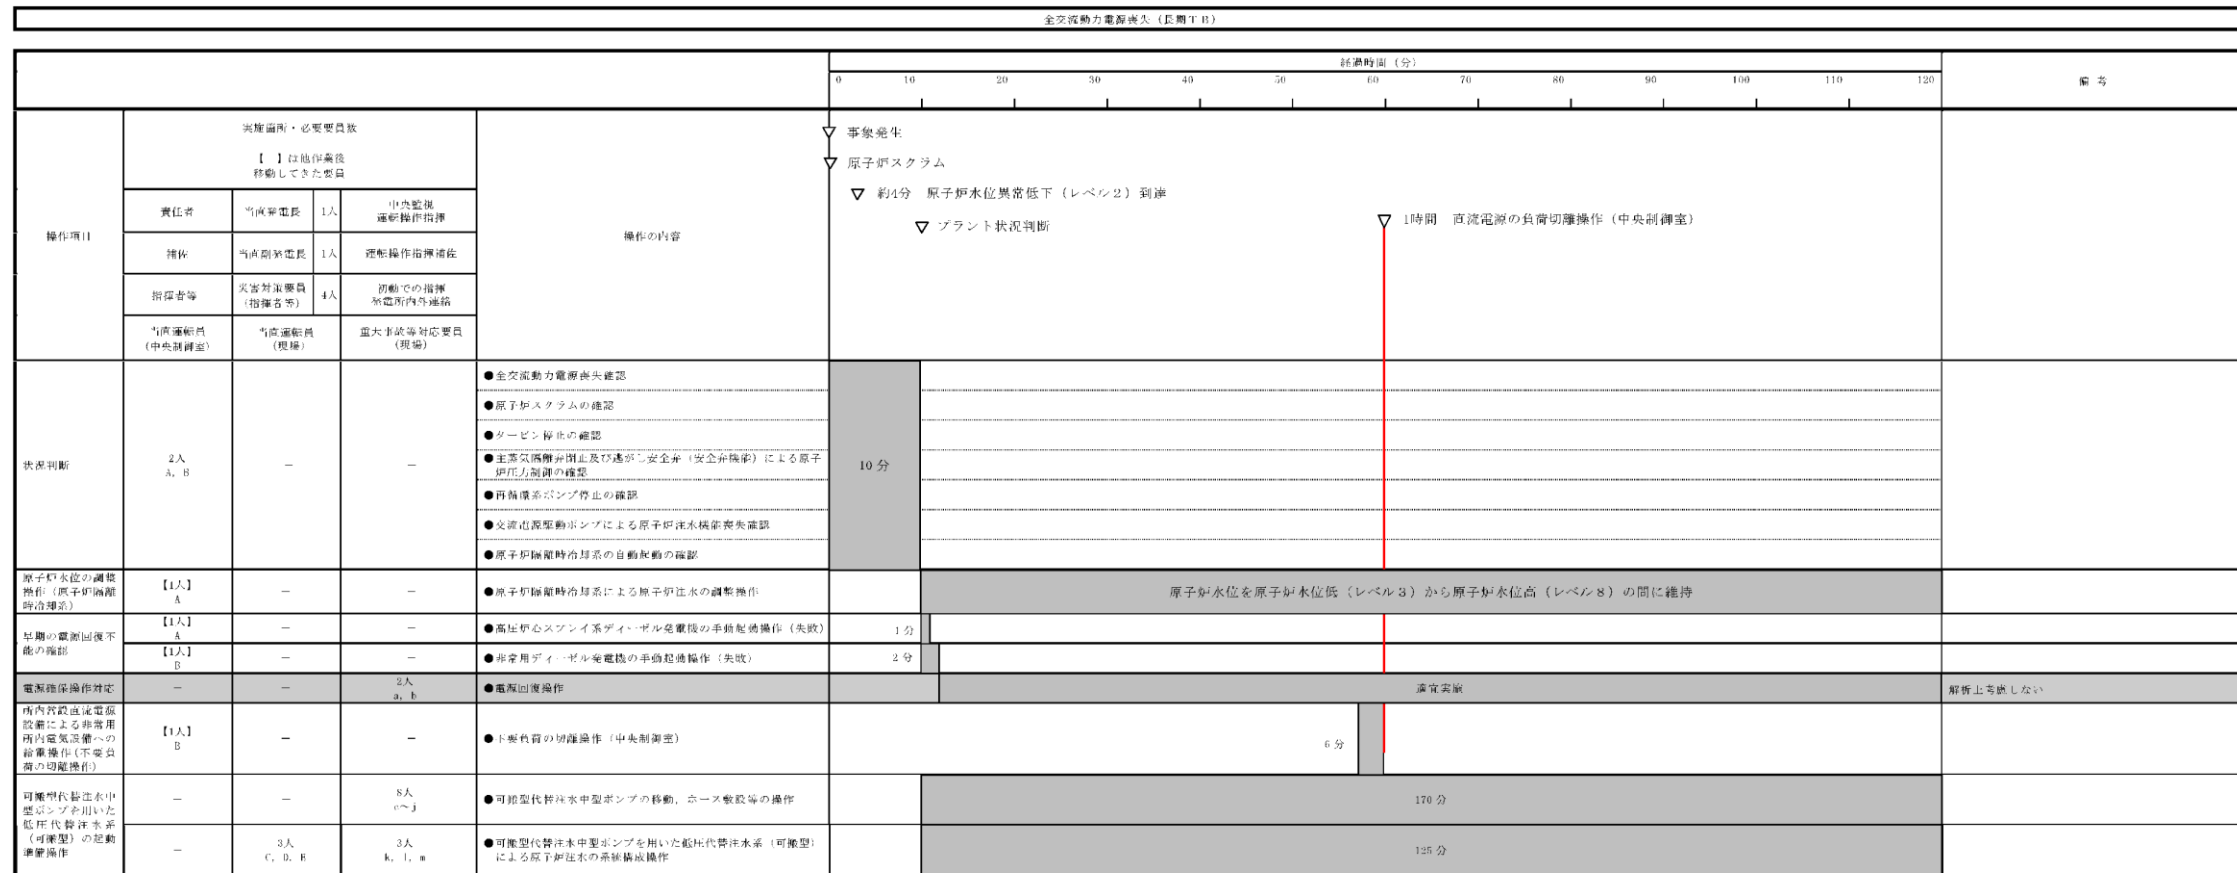 全交流動力電源喪失（長期ＴＢ）
経過時間（分）
0 10 20 30 40 50 60 70 80 90 100 110 120
備 考
操作項目
実施箇所・必要要員数
【 】は他作業後
移動してきた要員
責任者 当直発電長 1人 中央監視
運転操作指揮
補佐 当直副発電長 1人 運転操作指揮補佐
指揮者等 災害対策要員
（指揮者等） 4人 初動での指揮
発電所内外連絡
当直運転員
（中央制御室）
当直運転員
（現場）
重大事故等対応要員
（現場）
操作の内容
事象発生
原子炉スクラム
約4分 原子炉水位異常低下（レベル２）到達
プラント状況判断
1時間 直流電源の負荷切離操作（中央制御室）
状況判断
2人
A, B
－
－
●全交流動力電源喪失確認
●原子炉スクラムの確認
●タービン停止の確認
●主蒸気隔離弁閉止及び逃がし安全弁（安全弁機能）による原子
炉圧力制御の確認
●再循環系ポンプ停止の確認
●交流電源駆動ポンプによる原子炉注水機能喪失確認
●原子炉隔離時冷却系の自動起動の確認
10 分
原子炉水位の調整
操作（原子炉隔離
時冷却系）
【1人】
A
－
－
●原子炉隔離時冷却系による原子炉注水の調整操作
原子炉水位を原子炉水位低（レベル３）から原子炉水位高（レベル８）の間に維持
早期の電源回復不
能の確認
【1人】
A
－
－
●高圧炉心スプレイ系ディーゼル発電機の手動起動操作（失敗）
1 分
【1人】
B
－
－
●非常用ディーゼル発電機の手動起動操作（失敗）
2 分
電源確保操作対応
－
－
2人
a, b
●電源回復操作
適宜実施
解析上考慮しない
所内常設直流電源
設備による非常用
所内電気設備への
給電操作(不要負
荷の切離操作)
【1人】
B
－
－
●不要負荷の切離操作（中央制御室）
6 分
可搬型代替注水中
型ポンプを用いた
低圧代替注水系
（可搬型）の起動
準備操作
－
－
8人
c～j
●可搬型代替注水中型ポンプの移動，ホース敷設等の操作
170 分
－
3人
C, D, E
3人
k, l, m
●可搬型代替注水中型ポンプを用いた低圧代替注水系（可搬型）
による原子炉注水の系統構成操作
125 分